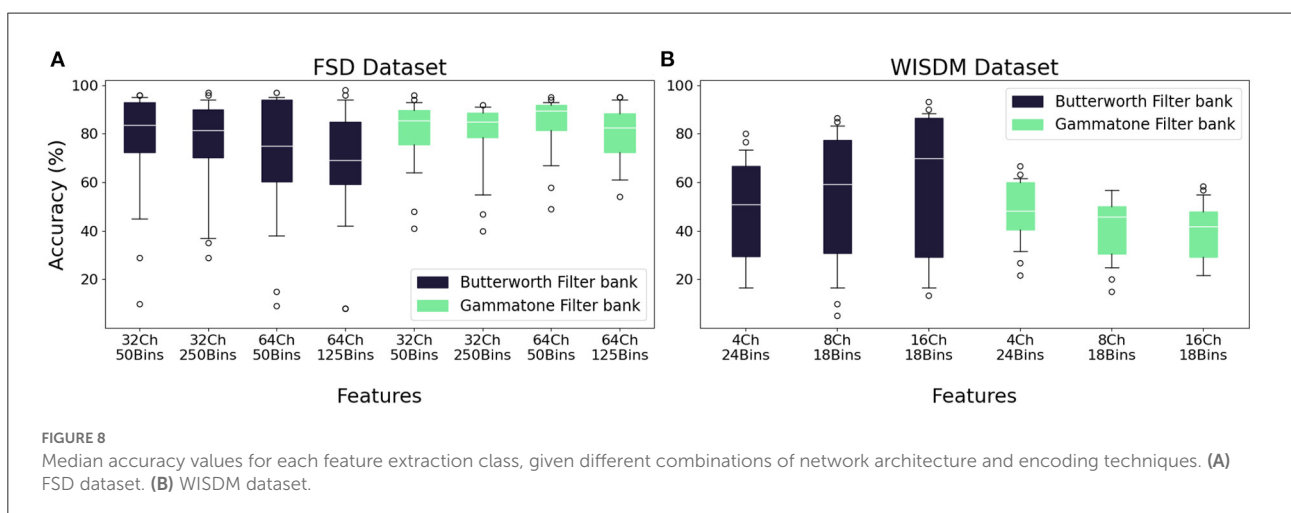 A
FSD Dataset
Accuracy (%)
100
80
60
40
20
Butterworth Filter bank
Gammatone Filter bank
32Ch 32Ch 64Ch 64Ch 32Ch 32Ch 64Ch 64Ch
50Bins 250Bins 50Bins 125Bins 50Bins 250Bins 50Bins 125Bins
Features
B
WISDM Dataset
100
80
60
40
20
Butterworth Filter bank
Gammatone Filter bank
4Ch 8Ch 16Ch 4Ch 8Ch 16Ch
24Bins 18Bins 18Bins 24Bins 18Bins 18Bins
Features
FIGURE 8
Median accuracy values for each feature extraction class, given different combinations of network architecture and encoding techniques. (A)
FSD dataset. (B) WISDM dataset.